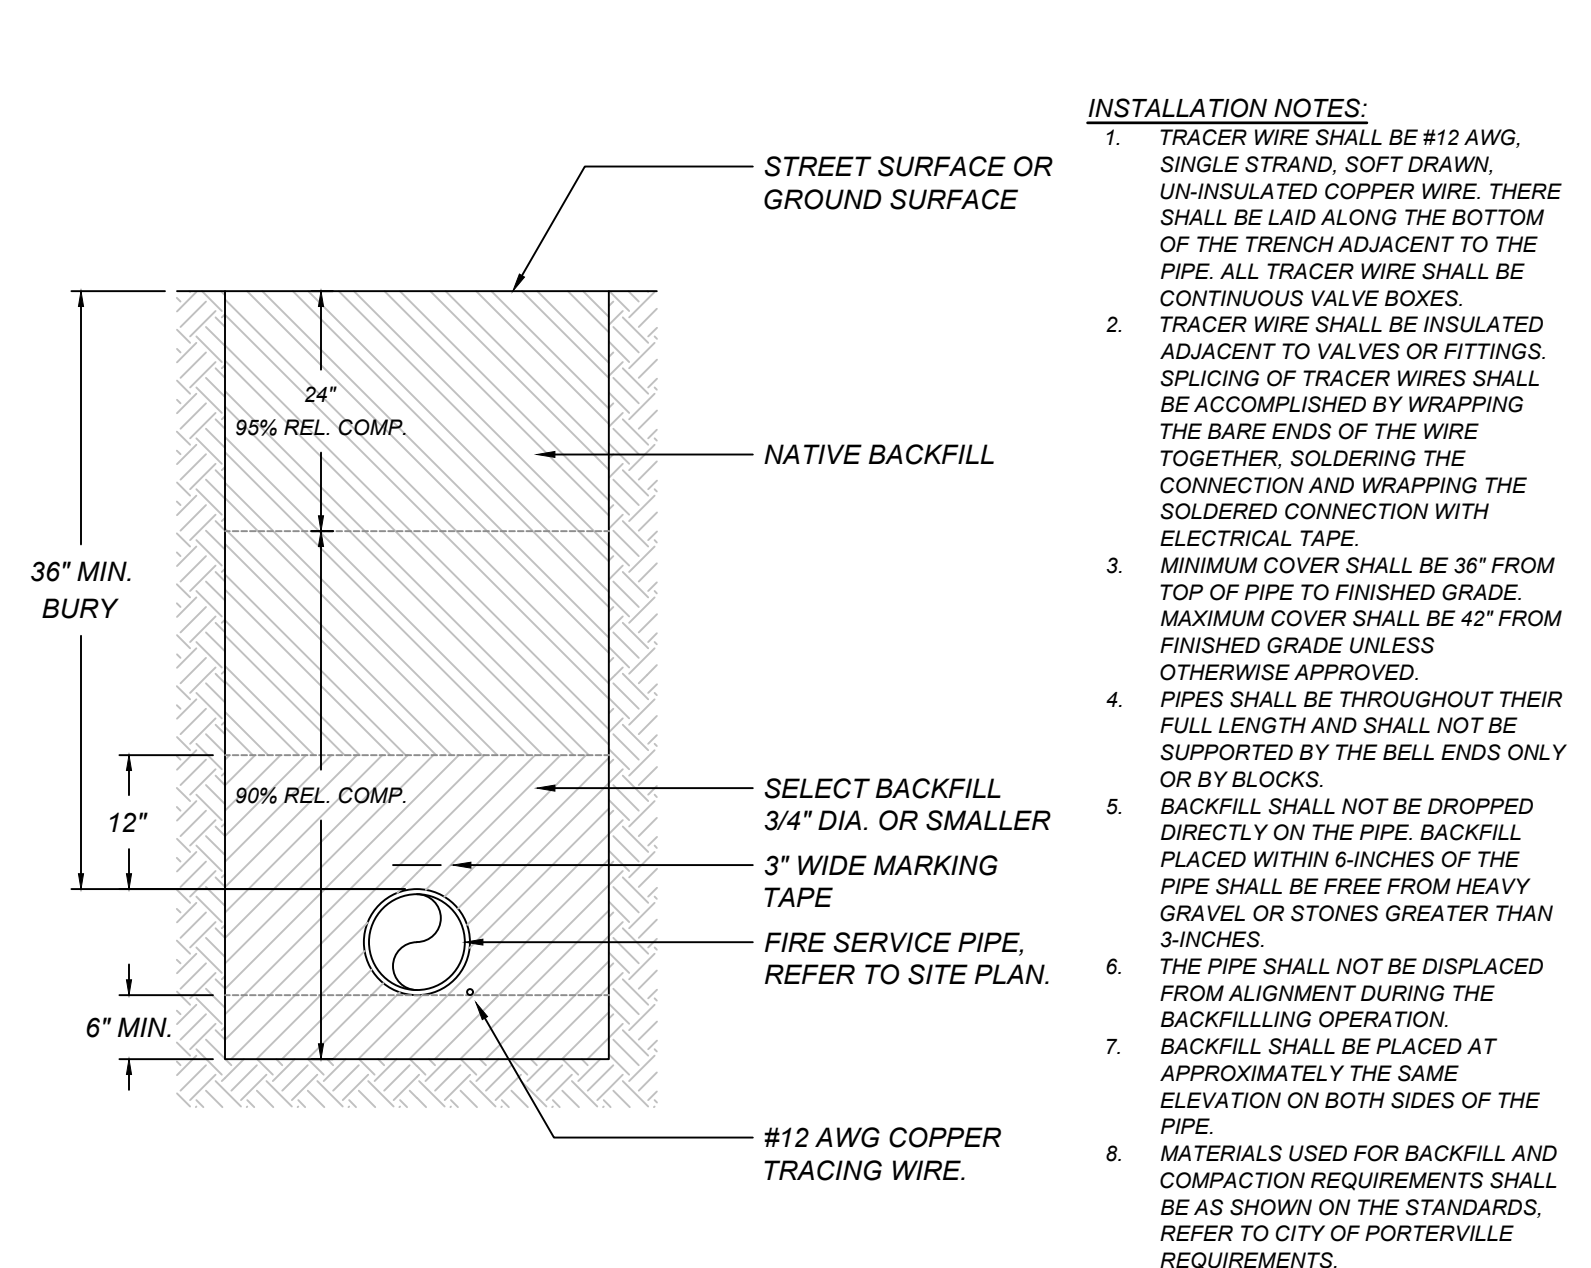 STREET SURFACE OR
GROUND SURFACE
24"
95% REL. COMP.
NATIVE BACKFILL
36" MIN.
BURY
90% REL. COMP.
12"
SELECT BACKFILL
3/4" DIA. OR SMALLER
3" WIDE MARKING
TAPE
FIRE SERVICE PIPE,
REFER TO SITE PLAN.
6" MIN.
#12 AWG COPPER
TRACING WIRE.
INSTALLATION NOTES:
1. TRACER WIRE SHALL BE #12 AWG,
SINGLE STRAND, SOFT DRAWN,
UN-INSULATED COPPER WIRE. THERE
SHALL BE LAID ALONG THE BOTTOM
OF THE TRENCH ADJACENT TO THE
PIPE. ALL TRACER WIRE SHALL BE
CONTINUOUS VALVE BOXES.
2. TRACER WIRE SHALL BE INSULATED
ADJACENT TO VALVES OR FITTINGS.
SPLICING OF TRACER WIRES SHALL
BE ACCOMPLISHED BY WRAPPING
THE BARE ENDS OF THE WIRE
TOGETHER, SOLDERING THE
CONNECTION AND WRAPPING THE
SOLDERED CONNECTION WITH
ELECTRICAL TAPE.
3. MINIMUM COVER SHALL BE 36" FROM
TOP OF PIPE TO FINISHED GRADE.
MAXIMUM COVER SHALL BE 42" FROM
FINISHED GRADE UNLESS
OTHERWISE APPROVED.
4. PIPES SHALL BE THROUGHOUT THEIR
FULL LENGTH AND SHALL NOT BE
SUPPORTED BY THE BELL ENDS ONLY
OR BY BLOCKS.
5. BACKFILL SHALL NOT BE DROPPED
DIRECTLY ON THE PIPE. BACKFILL
PLACED WITHIN 6-INCHES OF THE
PIPE SHALL BE FREE FROM HEAVY
GRAVEL OR STONES GREATER THAN
3-INCHES.
6. THE PIPE SHALL NOT BE DISPLACED
FROM ALIGNMENT DURING THE
BACKFILLLING OPERATION.
7. BACKFILL SHALL BE PLACED AT
APPROXIMATELY THE SAME
ELEVATION ON BOTH SIDES OF THE
PIPE.
8. MATERIALS USED FOR BACKFILL AND
COMPACTION REQUIREMENTS SHALL
BE AS SHOWN ON THE STANDARDS,
REFER TO CITY OF PORTERVILLE
REQUIREMENTS.